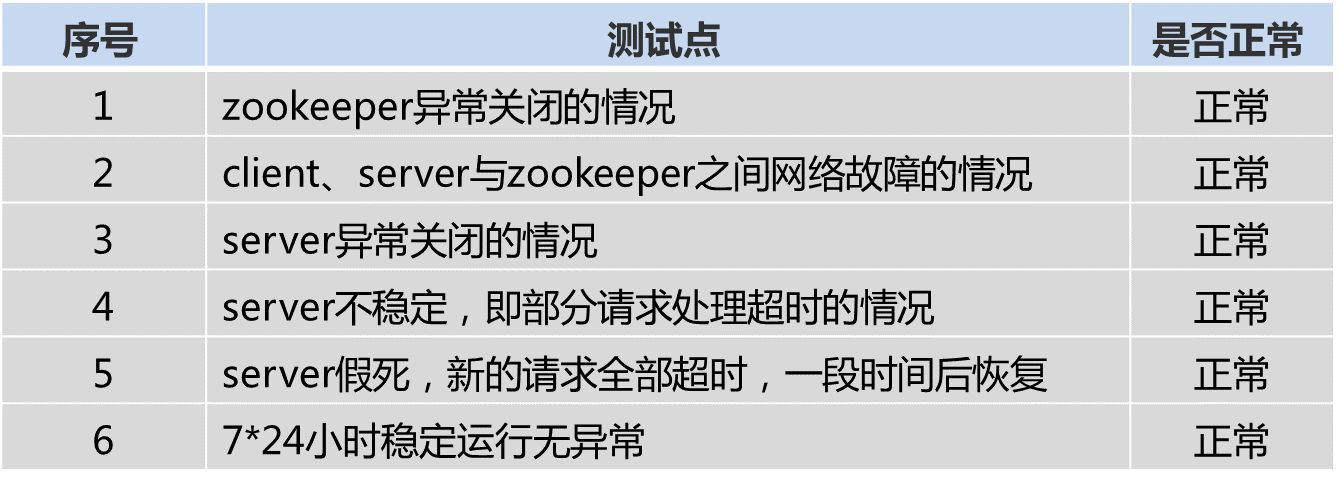 序号 测试点 是否正常
1 zookeeper异常关闭的情况 正常
2 client、server与zookeeper之间网络故障的情况 正常
3 server异常关闭的情况 正常
4 server不稳定，即部分请求处理超时的情况 正常
5 server假死，新的请求全部超时，一段时间后恢复 正常
6 7*24小时稳定运行无异常 正常